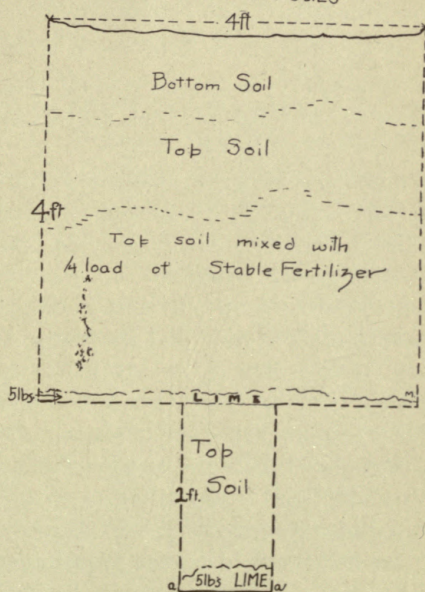 4ft
Bottom Soil
Top Soil
4ft
Top soil mixed with
load of Stable Fertilizer
5lbs LIME M
Top
Soil
5lbs LIME
a a